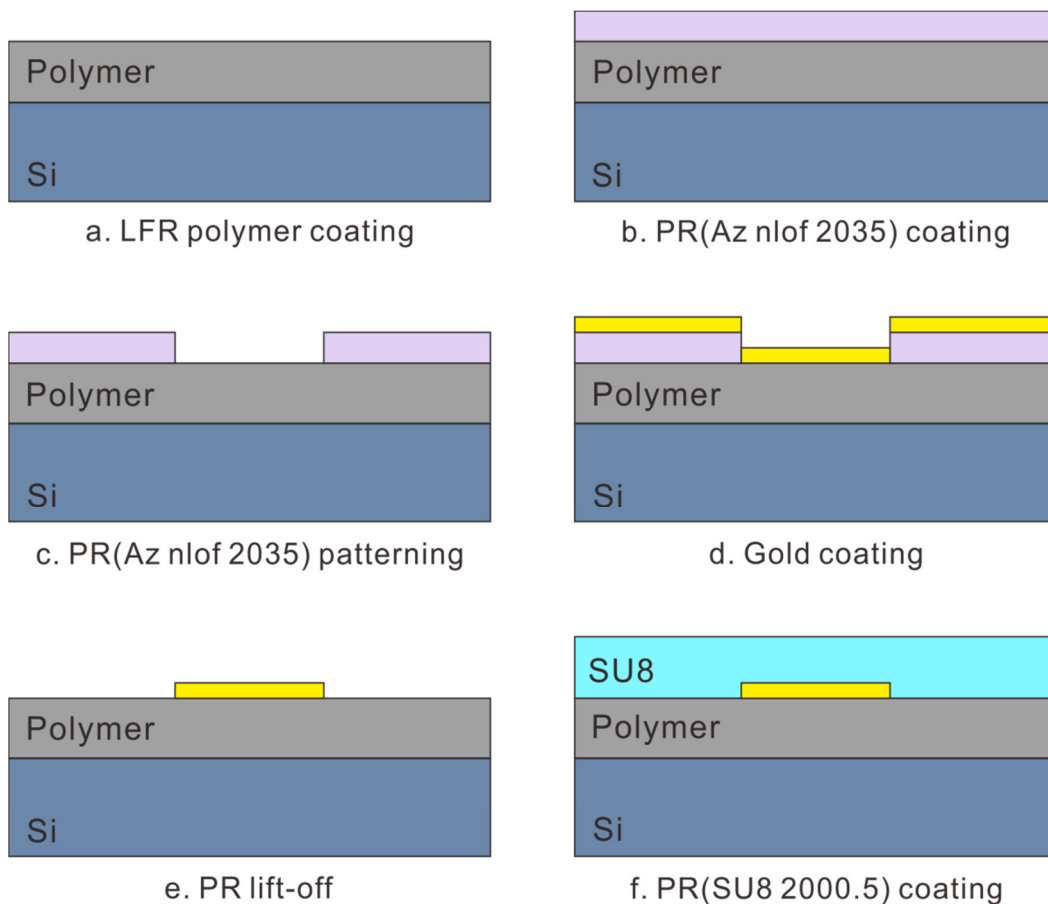 Polymer
Si
a. LFR polymer coating
Polymer
Si
b. PR(Az nlof 2035) coating
Polymer
Si
c. PR(Az nlof 2035) patterning
Polymer
Si
d. Gold coating
Polymer
Si
e. PR lift-off
SU8
Polymer
Si
f. PR(SU8 2000.5) coating